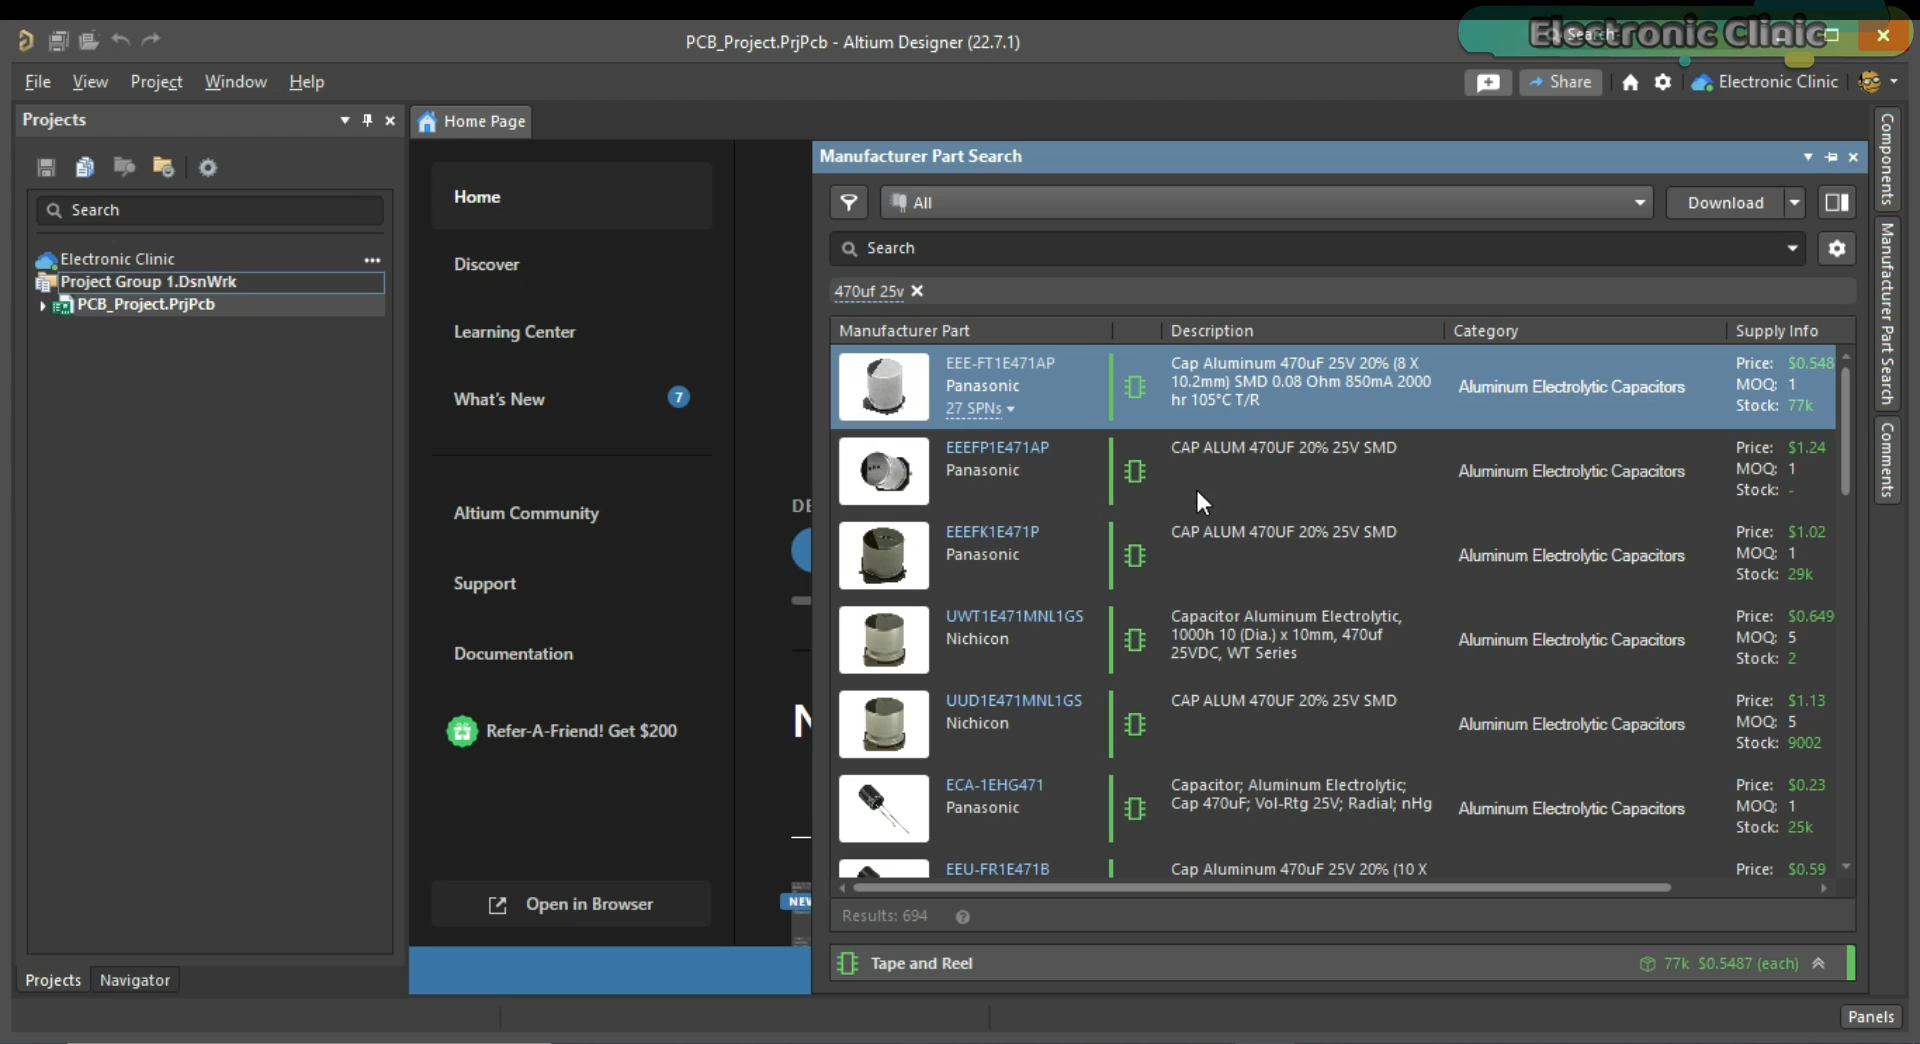 Electronic Clinic
Search
PCB_Project.PrjPcb - Altium Designer (22.7.1)
File View Project Window Help
Share
Electronic Clinic
Projects
Home Page
Search
Electronic Clinic
Project Group 1.DsnWrk
PCB_Project.PrjPcb
Home
Discover
Learning Center
What's New 7
Altium Community
Support
Documentation
Refer-A-Friend! Get $200
Open in Browser
DE
N
NEW
Manufacturer Part Search
All
Download
Search
470uf 25v
Manufacturer Part Description Category Supply Info
EEE-FT1E471AP
Panasonic
27 SPNs
Cap Aluminum 470uF 25V 20% (8 X
10.2mm) SMD 0.08 Ohm 850mA 2000
hr 105°C T/R
Aluminum Electrolytic Capacitors
Price: $0.548
MOQ: 1
Stock: 77k
EEEFP1E471AP
Panasonic
CAP ALUM 470UF 20% 25V SMD
Aluminum Electrolytic Capacitors
Price: $1.24
MOQ: 1
Stock: -
EEEFK1E471P
Panasonic
CAP ALUM 470UF 20% 25V SMD
Aluminum Electrolytic Capacitors
Price: $1.02
MOQ: 1
Stock: 29k
UWT1E471MNL1GS
Nichicon
Capacitor Aluminum Electrolytic,
1000h 10 (Dia.) x 10mm, 470uf
25VDC, WT Series
Aluminum Electrolytic Capacitors
Price: $0.649
MOQ: 5
Stock: 2
UUD1E471MNL1GS
Nichicon
CAP ALUM 470UF 20% 25V SMD
Aluminum Electrolytic Capacitors
Price: $1.13
MOQ: 5
Stock: 9002
ECA-1EHG471
Panasonic
Capacitor; Aluminum Electrolytic;
Cap 470uF; Vol-Rtg 25V; Radial; nHg
Aluminum Electrolytic Capacitors
Price: $0.23
MOQ: 1
Stock: 25k
EEU-FR1E471B
Cap Aluminum 470uF 25V 20% (10 X
Price: $0.59
Results: 694
Tape and Reel
77k $0.5487 (each)
Components
Manufacturer Part Search
Comments
Projects Navigator
Panels